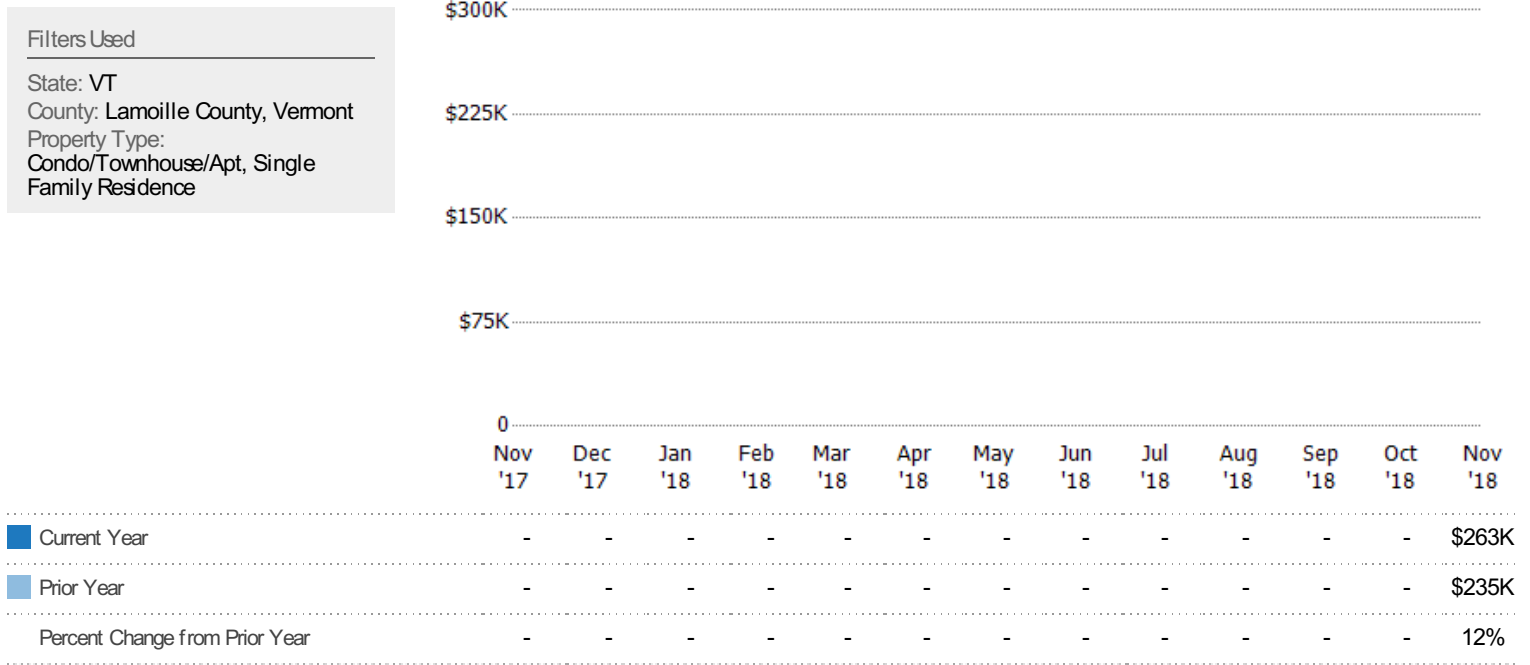 Filters Used
State: VT
County: Lamoille County, Vermont
Property Type:
Condo/Townhouse/Apt, Single
Family Residence
$300K
$225K
$150K
$75K
0
Nov Dec Jan Feb Mar Apr May Jun Jul Aug Sep Oct Nov
'17 '17 '18 '18 '18 '18 '18 '18 '18 '18 '18 '18 '18
Current Year - - - - - - - - - - - - $263K
Prior Year - - - - - - - - - - - - $235K
Percent Change from Prior Year - - - - - - - - - - - - 12%